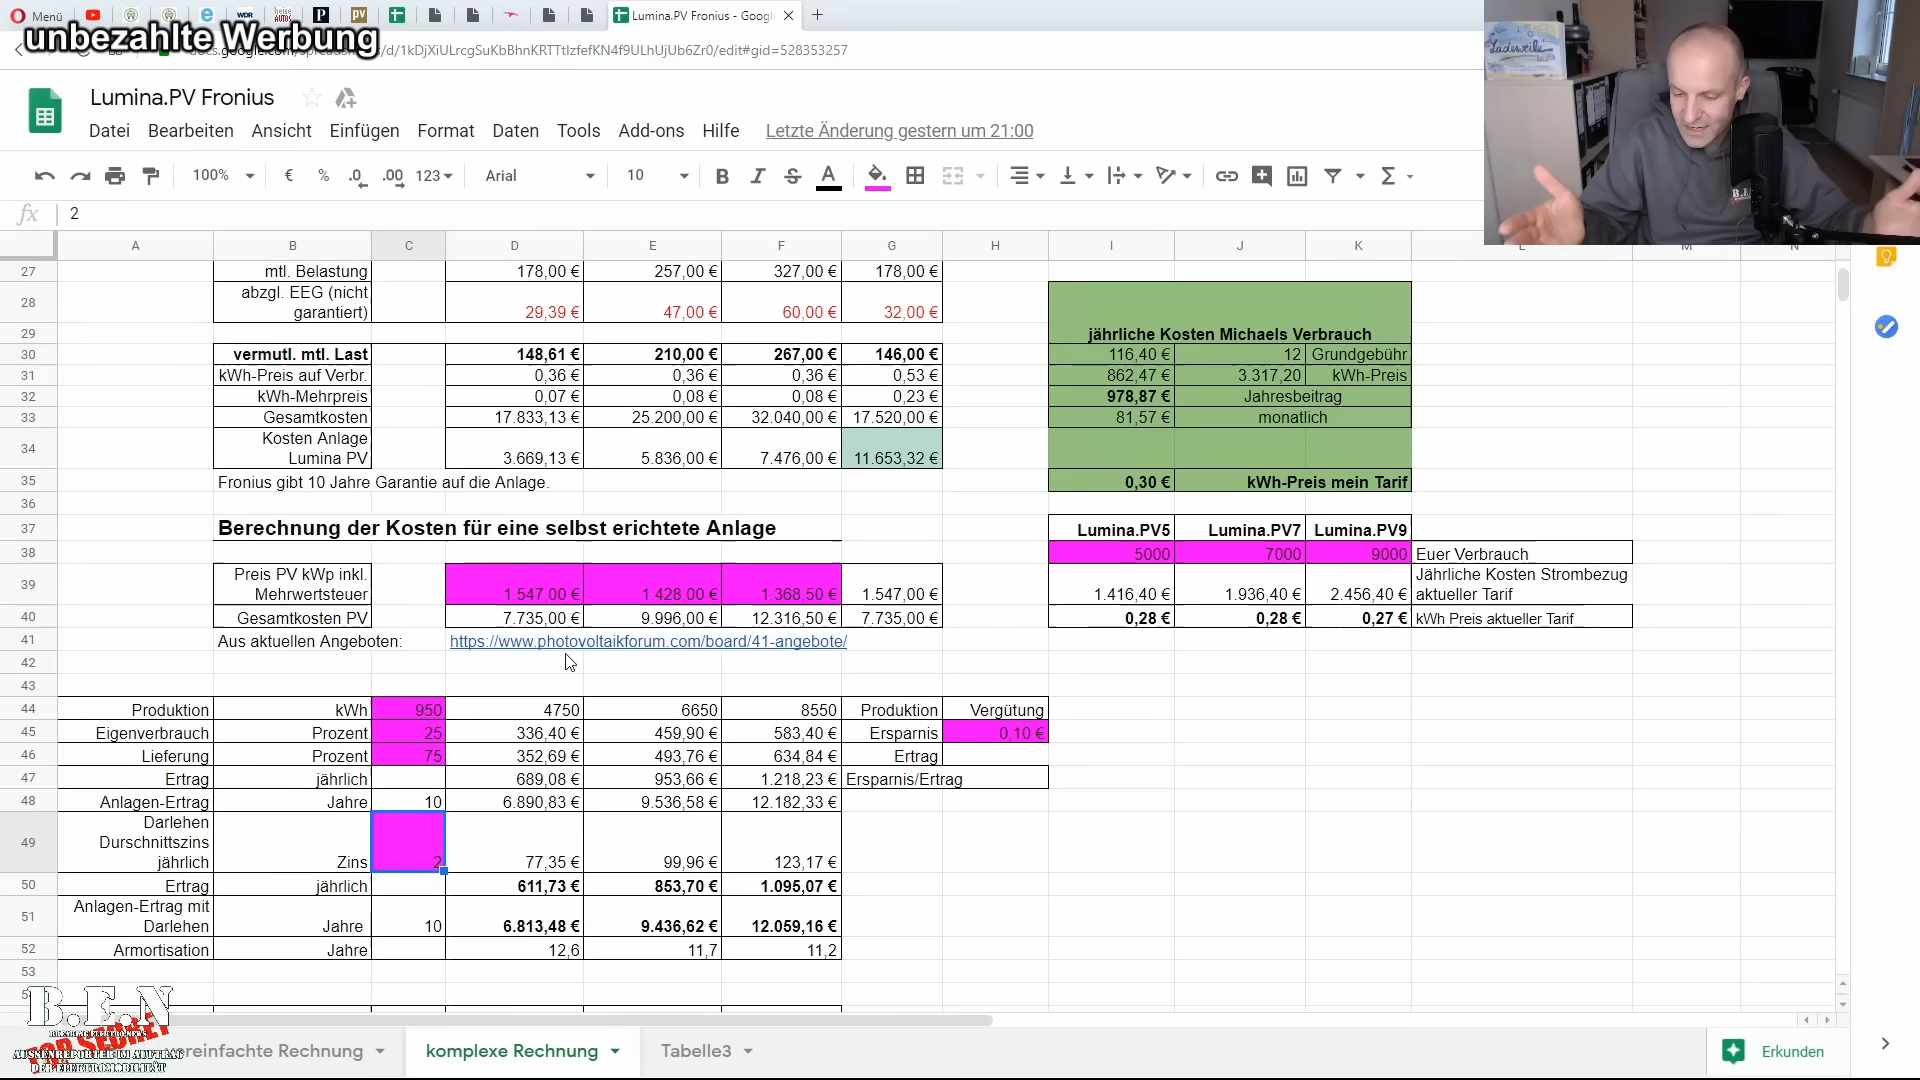 Menü
Lumina.PV Fronius - Googl
unbezahlte Werbung
docs.google.com/spreadsheets/d/1kDjXiULrcgSuKbBhnKRTTtIzfefKN4f9ULhUjUb6Zr0/edit#gid=528353257
Ladeweile
Lumina.PV Fronius
Datei Bearbeiten Ansicht Einfügen Format Daten Tools Add-ons Hilfe Letzte Änderung gestern um 21:00
100% € % .0 .00 123 Arial 10 B I S A
fx 2
A B C D E F G H I J K L M N
27 mtl. Belastung 178,00 € 257,00 € 327,00 € 178,00 €
28 abzgl. EEG (nicht garantiert) 29,39 € 47,00 € 60,00 € 32,00 €
29 jährliche Kosten Michaels Verbrauch
30 vermutl. mtl. Last 148,61 € 210,00 € 267,00 € 146,00 € 116,40 € 12 Grundgebühr
31 kWh-Preis auf Verbr. 0,36 € 0,36 € 0,36 € 0,53 € 862,47 € 3.317,20 kWh-Preis
32 kWh-Mehrpreis 0,07 € 0,08 € 0,08 € 0,23 € 978,87 € Jahresbeitrag
33 Gesamtkosten 17.833,13 € 25.200,00 € 32.040,00 € 17.520,00 € 81,57 € monatlich
34 Kosten Anlage Lumina PV 3.669,13 € 5.836,00 € 7.476,00 € 11.653,32 €
35 Fronius gibt 10 Jahre Garantie auf die Anlage. 0,30 € kWh-Preis mein Tarif
36
37 Berechnung der Kosten für eine selbst erichtete Anlage Lumina.PV5 Lumina.PV7 Lumina.PV9
38 5000 7000 9000 Euer Verbrauch
39 Preis PV kWp inkl. Mehrwertsteuer 1.547,00 € 1.428,00 € 1.368,50 € 1.547,00 € 1.416,40 € 1.936,40 € 2.456,40 € Jährliche Kosten Strombezug aktueller Tarif
40 Gesamtkosten PV 7.735,00 € 9.996,00 € 12.316,50 € 7.735,00 € 0,28 € 0,28 € 0,27 € kWh Preis aktueller Tarif
41 Aus aktuellen Angeboten: https://www.photovoltaikforum.com/board/41-angebote/
42
43
44 Produktion kWh 950 4750 6650 8550 Produktion Vergütung
45 Eigenverbrauch Prozent 25 336,40 € 459,90 € 583,40 € Ersparnis 0,10 €
46 Lieferung Prozent 75 352,69 € 493,76 € 634,84 € Ertrag
47 Ertrag jährlich 689,08 € 953,66 € 1.218,23 € Ersparnis/Ertrag
48 Anlagen-Ertrag Jahre 10 6.890,83 € 9.536,58 € 12.182,33 €
49 Darlehen Durschnittszins jährlich Zins 2 77,35 € 99,96 € 123,17 €
50 Ertrag jährlich 611,73 € 853,70 € 1.095,07 €
51 Anlagen-Ertrag mit Darlehen Jahre 10 6.813,48 € 9.436,62 € 12.059,16 €
52 Armortisation Jahre 12,6 11,7 11,2
53
B.E.N
TOP SECRET
AUSSENREPORTER IM AUFTRAG
DER ELEKTROMOBILITÄT
vereinfachte Rechnung komplexe Rechnung Tabelle3 Erkunden